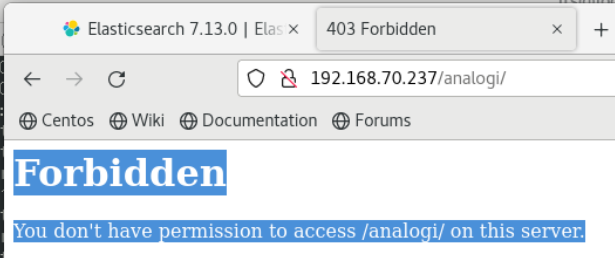 Elasticsearch 7.13.0 | Elas
403 Forbidden
192.168.70.237/analogi/
Centos Wiki Documentation Forums
Forbidden
You don't have permission to access /analogi/ on this server.